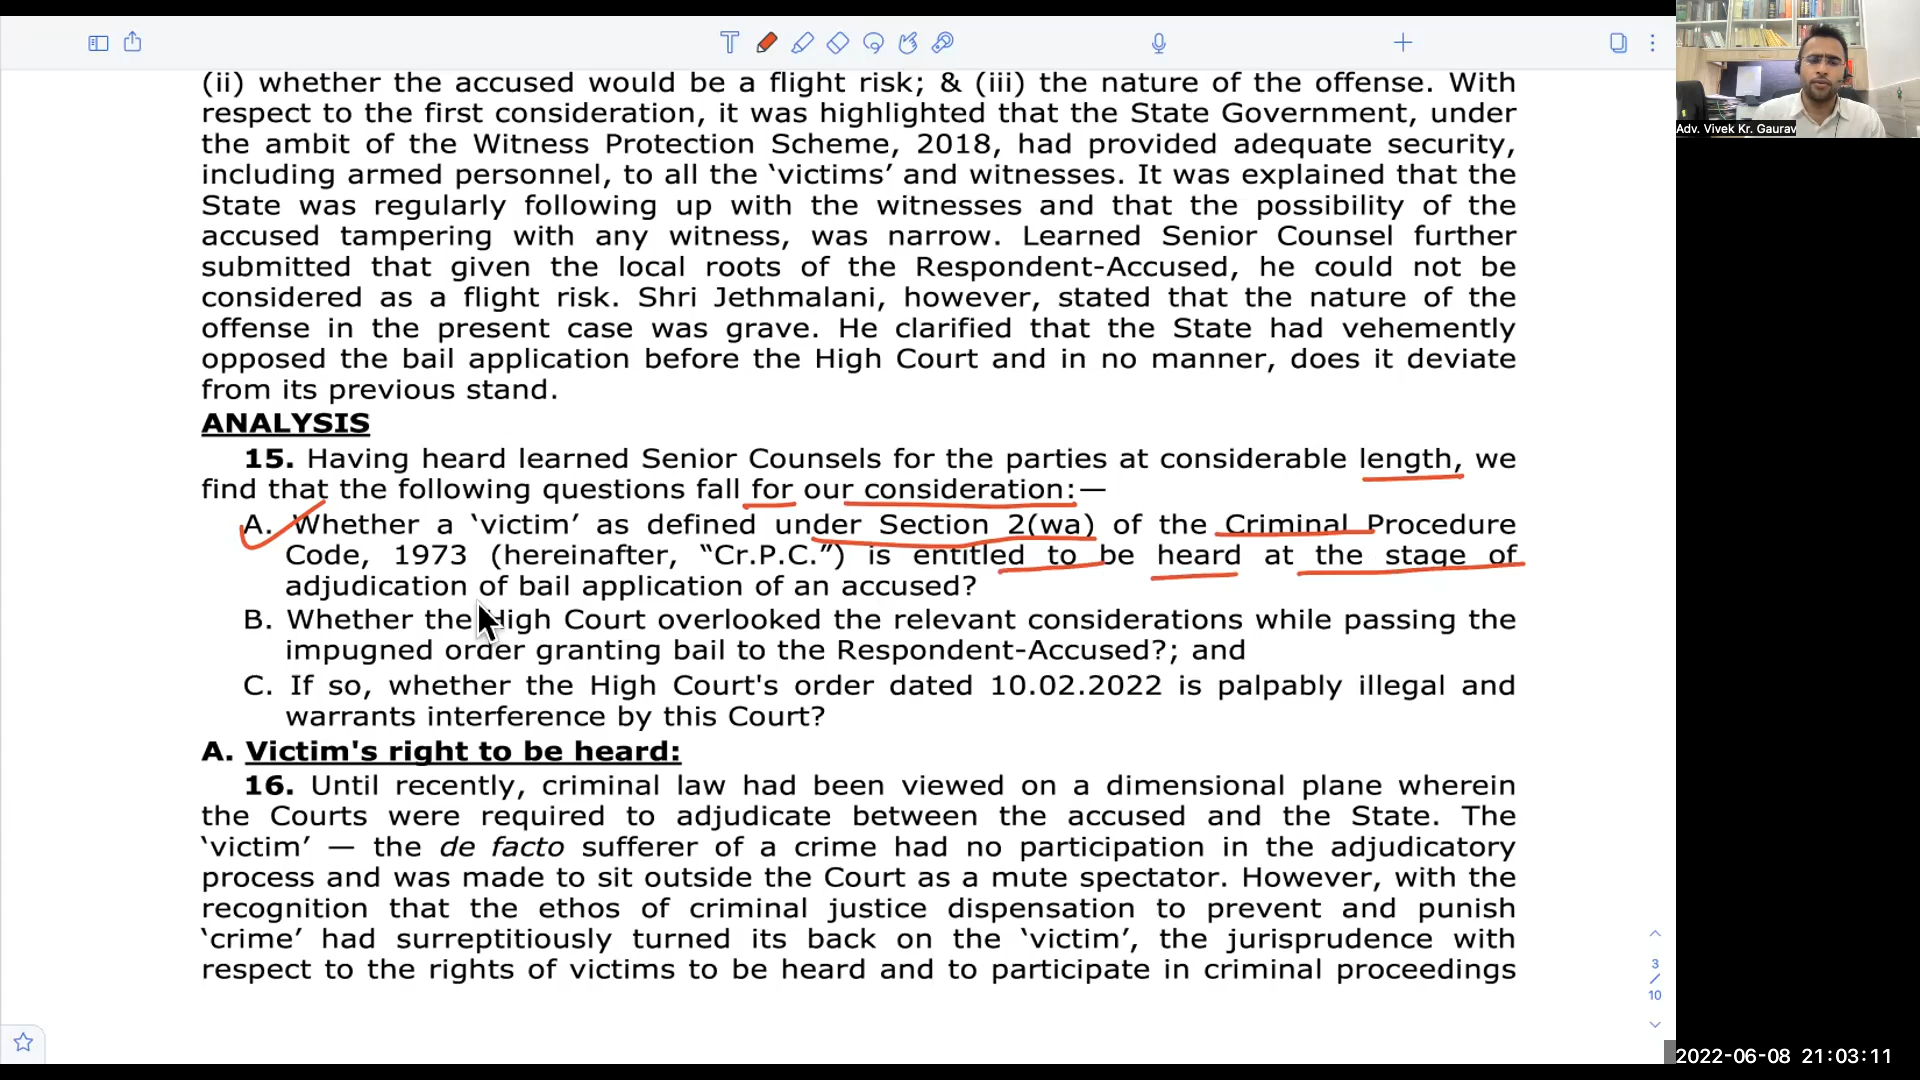 (ii) whether the accused would be a flight risk; & (iii) the nature of the offense. With
respect to the first consideration, it was highlighted that the State Government, under
the ambit of the Witness Protection Scheme, 2018, had provided adequate security,
including armed personnel, to all the ‘victims’ and witnesses. It was explained that the
State was regularly following up with the witnesses and that the possibility of the
accused tampering with any witness, was narrow. Learned Senior Counsel further
submitted that given the local roots of the Respondent-Accused, he could not be
considered as a flight risk. Shri Jethmalani, however, stated that the nature of the
offense in the present case was grave. He clarified that the State had vehemently
opposed the bail application before the High Court and in no manner, does it deviate
from its previous stand.
ANALYSIS
15. Having heard learned Senior Counsels for the parties at considerable length, we
find that the following questions fall for our consideration:—
A. Whether a ‘victim’ as defined under Section 2(wa) of the Criminal Procedure
Code, 1973 (hereinafter, “Cr.P.C.”) is entitled to be heard at the stage of
adjudication of bail application of an accused?
B. Whether the High Court overlooked the relevant considerations while passing the
impugned order granting bail to the Respondent-Accused?; and
C. If so, whether the High Court's order dated 10.02.2022 is palpably illegal and
warrants interference by this Court?
A. Victim's right to be heard:
16. Until recently, criminal law had been viewed on a dimensional plane wherein
the Courts were required to adjudicate between the accused and the State. The
‘victim’ — the de facto sufferer of a crime had no participation in the adjudicatory
process and was made to sit outside the Court as a mute spectator. However, with the
recognition that the ethos of criminal justice dispensation to prevent and punish
‘crime’ had surreptitiously turned its back on the ‘victim’, the jurisprudence with
respect to the rights of victims to be heard and to participate in criminal proceedings
3
/
10
Adv. Vivek Kr. Gaurav
2022-06-08 21:03:11